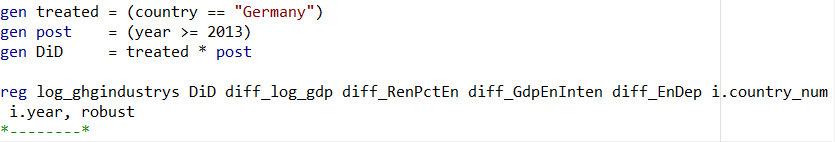 gen treated = (country == "Germany")
gen post    = (year >= 2013)
gen DiD     = treated * post
reg log_ghgindustrys DiD diff_log_gdp diff_RenPctEn diff_GdpEnInten diff_EnDep i.country_num
 i.year, robust
*--------*